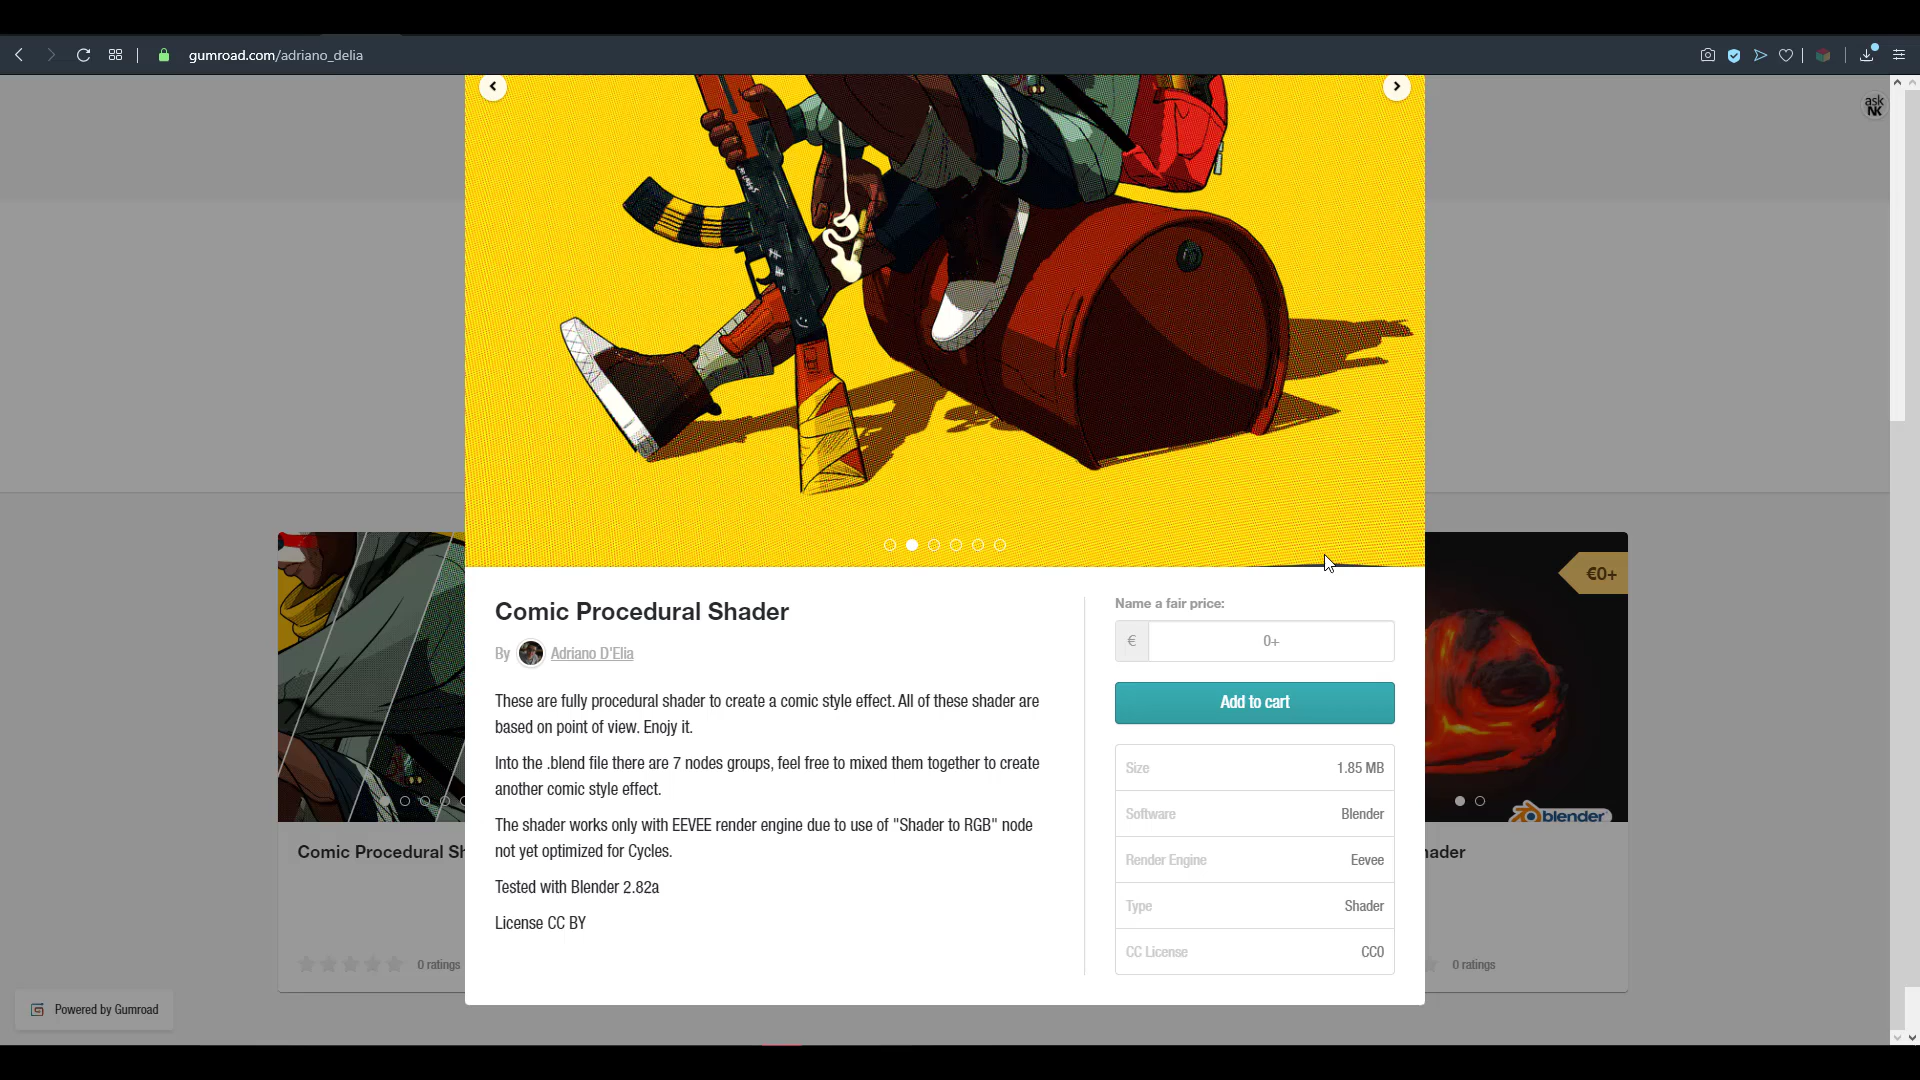 gumroad.com/adriano_delia
ask
NK
Comic Procedural Shader
By Adriano D'Elia
These are fully procedural shader to create a comic style effect. All of these shader are
based on point of view. Enojy it.
Into the .blend file there are 7 nodes groups, feel free to mixed them together to create
another comic style effect.
The shader works only with EEVEE render engine due to use of "Shader to RGB" node
not yet optimized for Cycles.
Tested with Blender 2.82a
License CC BY
Name a fair price:
€ 0+
Add to cart
Size 1.85 MB
Software Blender
Render Engine Eevee
Type Shader
CC License CC0
Comic Procedural Sh
0 ratings
€0+
blender
ader
0 ratings
Powered by Gumroad